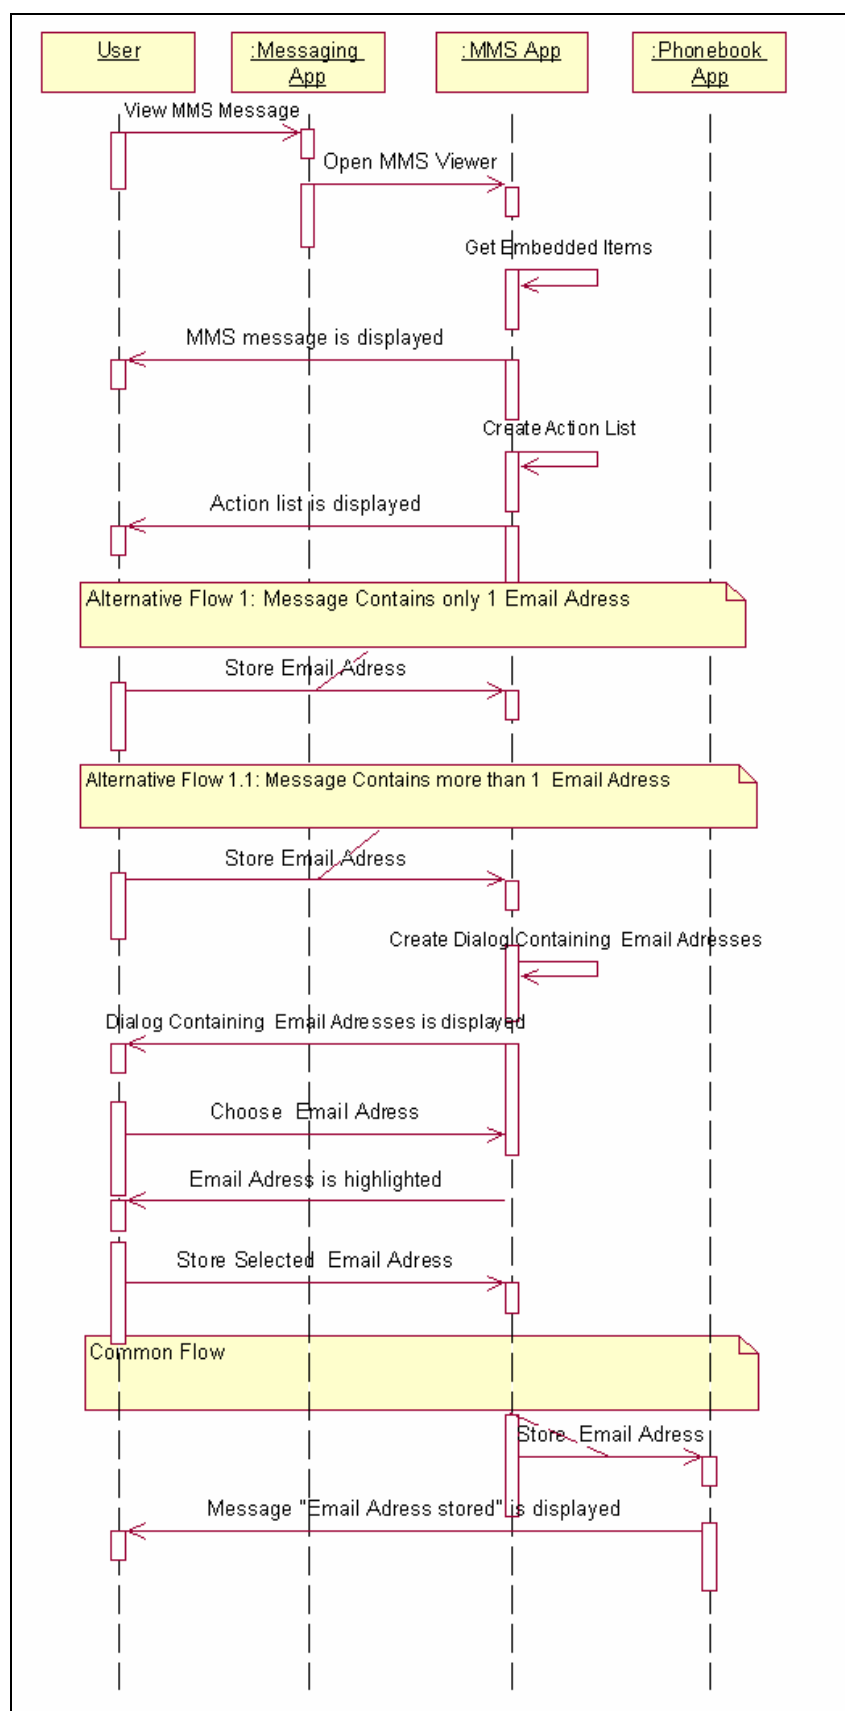 User
:Messaging
App
:MMS App
:Phonebook
App
View MMS Message
Open MMS Viewer
Get Embedded Items
MMS message is displayed
Create Action List
Action list is displayed
Alternative Flow 1: Message Contains only 1 Email Adress
Store Email Adress
Alternative Flow 1.1: Message Contains more than 1 Email Adress
Store Email Adress
Create Dialog Containing Email Adresses
Dialog Containing Email Adresses is displayed
Choose Email Adress
Email Adress is highlighted
Store Selected Email Adress
Common Flow
Store Email Adress
Message "Email Adress stored" is displayed